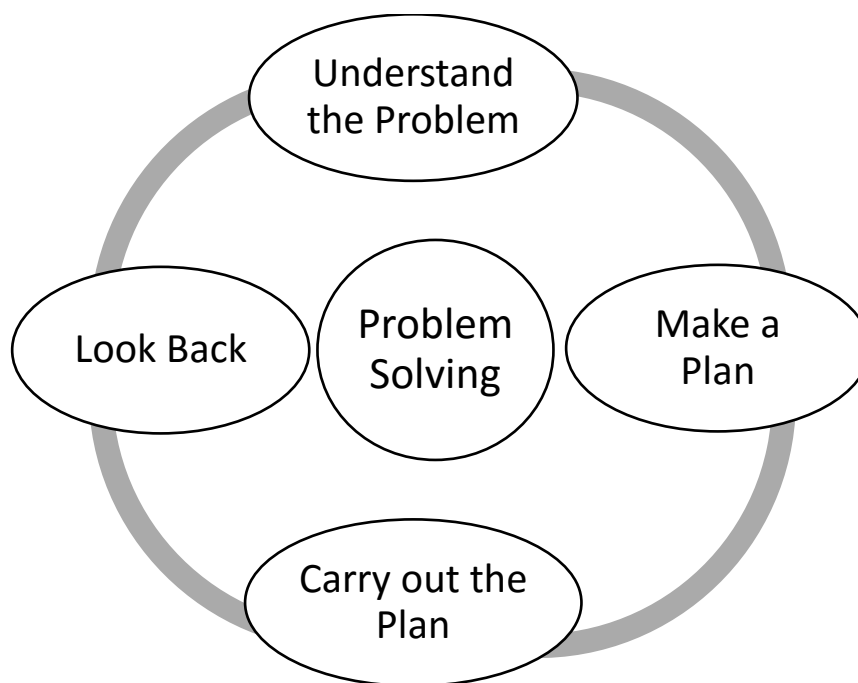 Understand
the Problem
Look Back
Problem
Solving
Make a
Plan
Carry out the
Plan